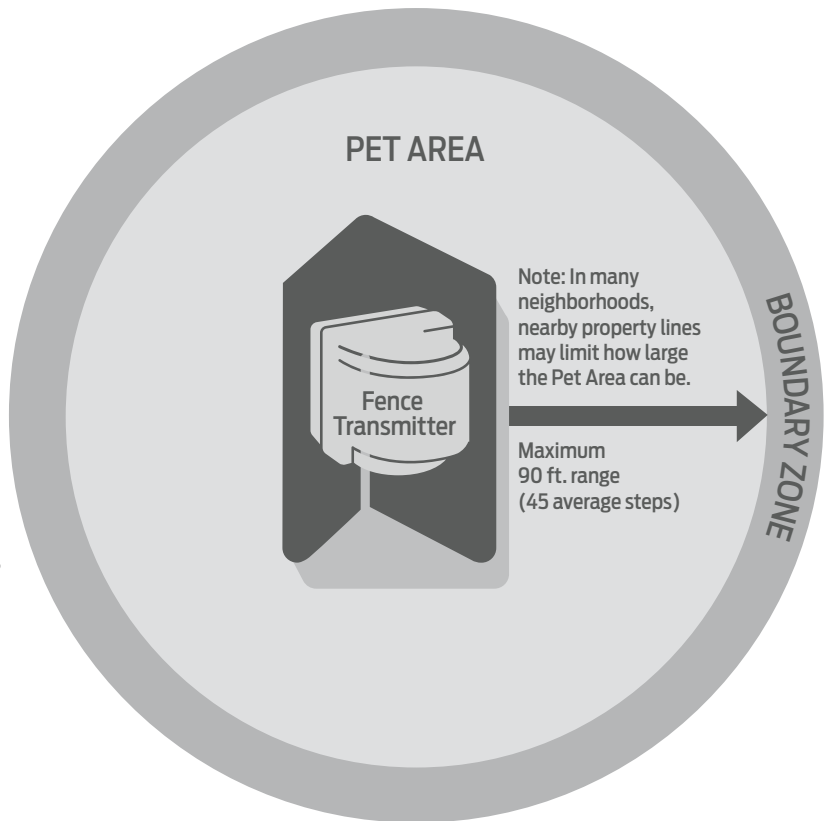 PET AREA
Note: In many
neighborhoods,
nearby property lines
may limit how large
the Pet Area can be.
Fence
Transmitter
Maximum
90 ft. range
(45 average steps)
BOUNDARY ZONE